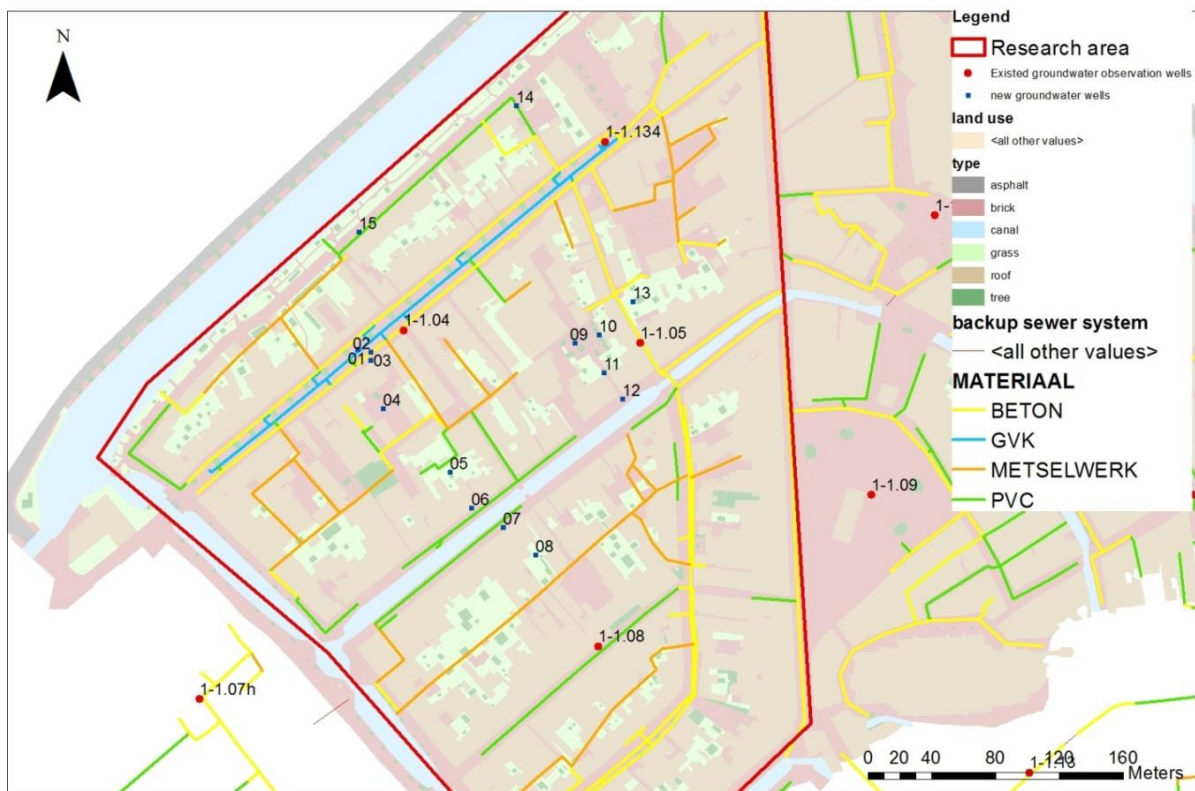 N
14
1-1.134
15
1-1.04
02
01
03
04
05
06
07
08
09
10
11
12
13
1-1.05
1-1.08
1-1.07h
1-1.09
Legend
Research area
Existed groundwater observation wells
new groundwater wells
land use
<all other values>
type
asphalt
brick
canal
grass
roof
tree
backup sewer system
<all other values>
MATERIAAL
BETON
GVK
METSELWERK
PVC
0 20 40 80 120 160
Meters